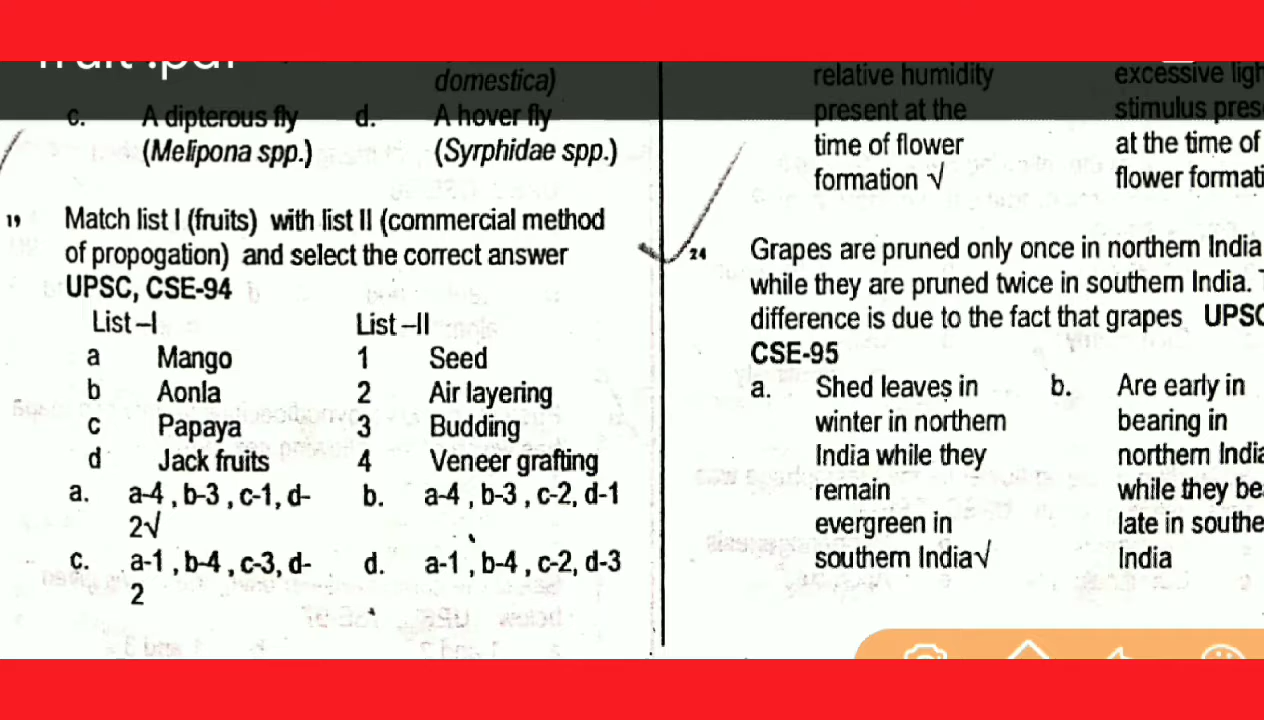 domestica)
c. A dipterous fly d. A hover fly
(Melipona spp.) (Syrphidae spp.)
19 Match list I (fruits) with list II (commercial method
of propogation) and select the correct answer
UPSC, CSE-94
List –I List –II
a Mango 1 Seed
b Aonla 2 Air layering
c Papaya 3 Budding
d Jack fruits 4 Veneer grafting
a. a-4 , b-3 , c-1, d- b. a-4 , b-3 , c-2, d-1
2√
c. a-1 , b-4 , c-3, d- d. a-1 , b-4 , c-2, d-3
2
relative humidity
present at the
time of flower
formation √
excessive
stimulus
at the time of
flower
24 Grapes are pruned only once in northern India
while they are pruned twice in southern India.
difference is due to the fact that grapes
CSE-95
a. Shed leaves in b. Are early in
winter in northern bearing in
India while they northern
remain while they
evergreen in late in
southern India√ India